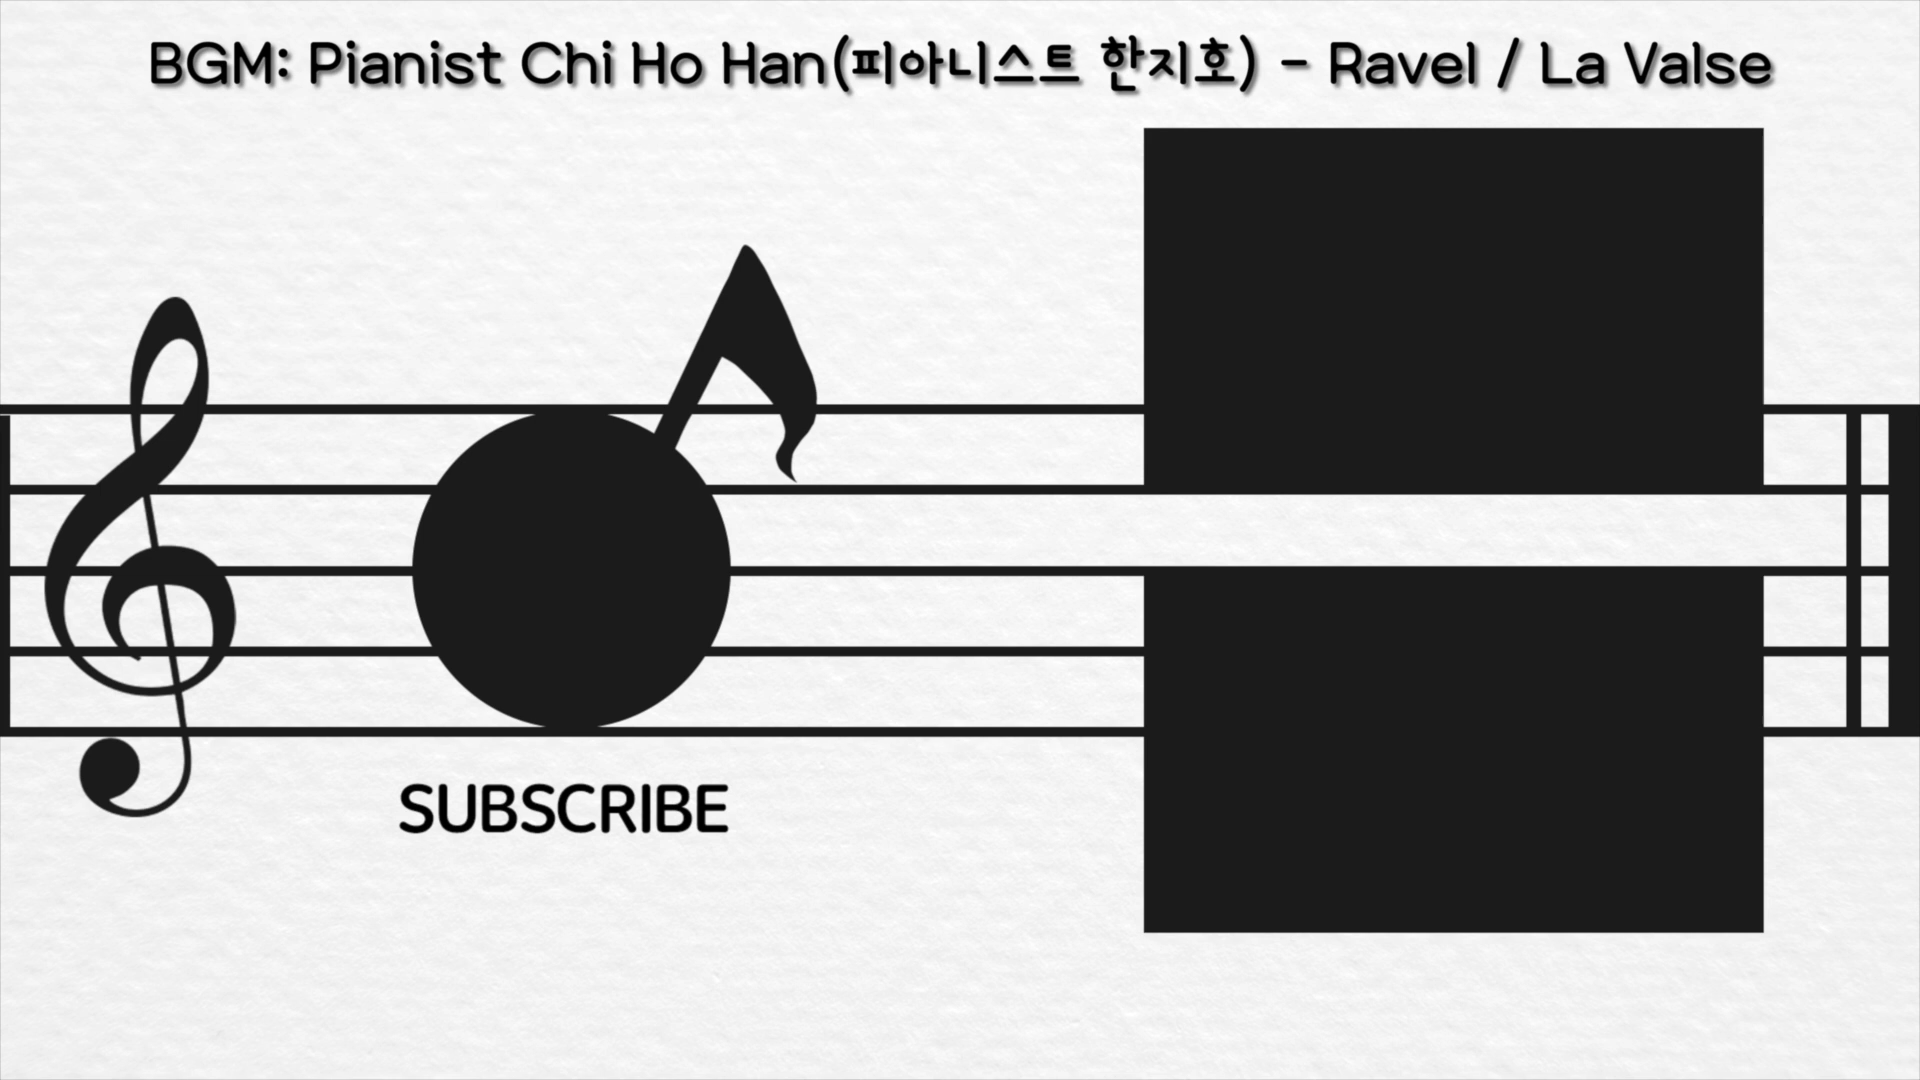 BGM: Pianist Chi Ho Han(피아니스트 한지호) - Ravel / La Valse
SUBSCRIBE